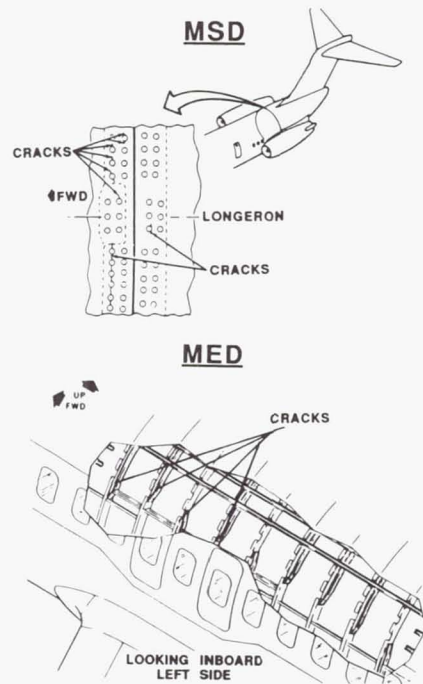 MSD
CRACKS
FWD
LONGERON
CRACKS
MED
UP
FWD
CRACKS
LOOKING INBOARD
LEFT SIDE